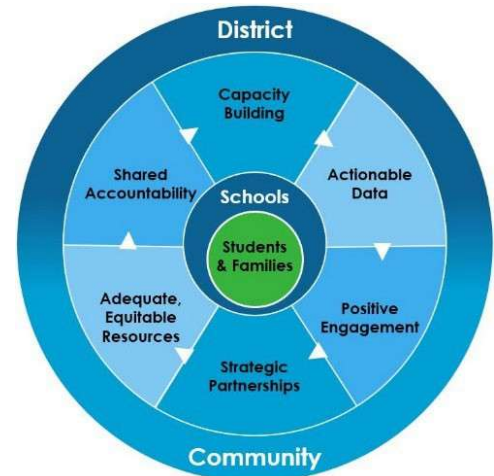 District
Capacity
Building
Actionable
Data
Positive
Engagement
Strategic
Partnerships
Adequate,
Equitable
Resources
Shared
Accountability
Schools
Students
& Families
Community